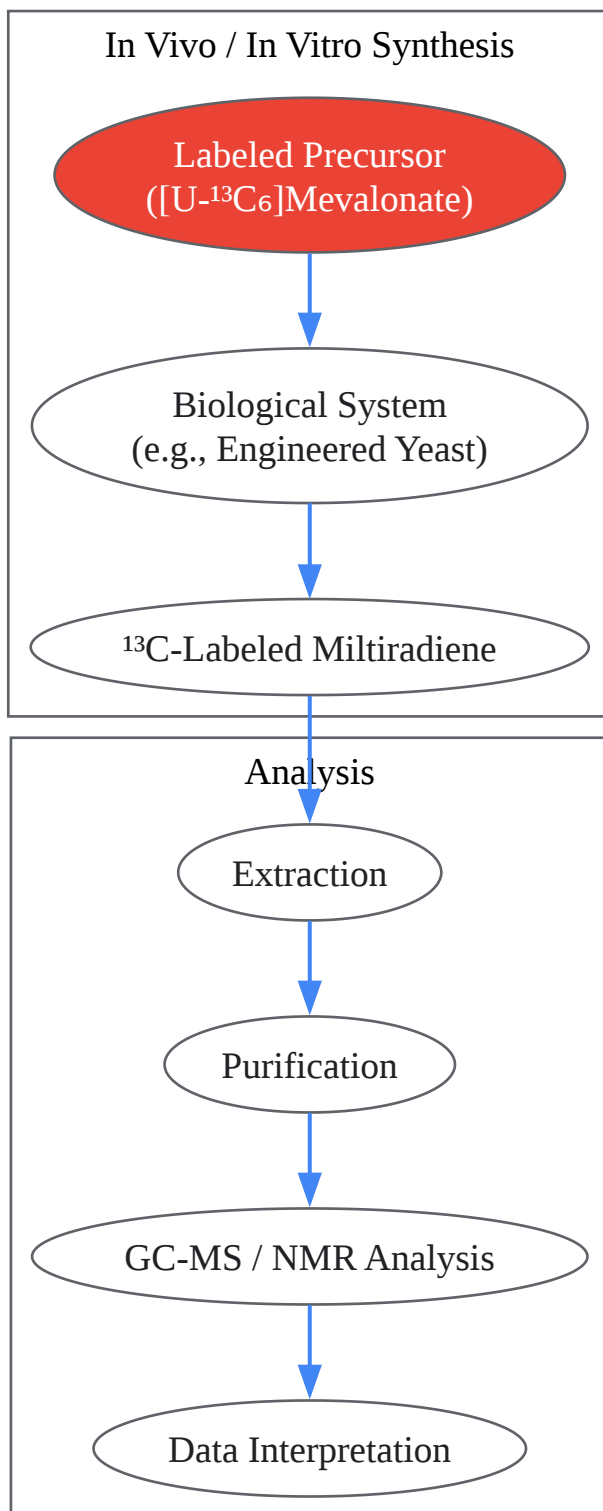 In Vivo / In Vitro Synthesis
Labeled Precursor
([U-¹³C₆]Mevalonate)
Biological System
(e.g., Engineered Yeast)
¹³C-Labeled Miltiradiene
Analysis
Extraction
Purification
GC-MS / NMR Analysis
Data Interpretation